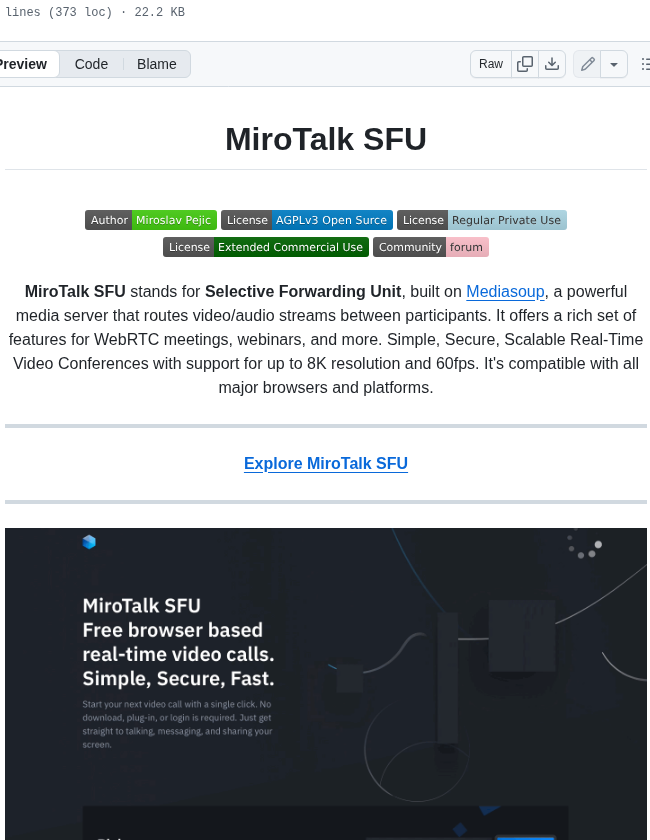 lines (373 loc) · 22.2 KB
Preview Code Blame Raw
MiroTalk SFU
Author Miroslav Pejic License AGPLv3 Open Surce License Regular Private Use
License Extended Commercial Use Community forum
MiroTalk SFU stands for Selective Forwarding Unit, built on Mediasoup, a powerful
media server that routes video/audio streams between participants. It offers a rich set of
features for WebRTC meetings, webinars, and more. Simple, Secure, Scalable Real-Time
Video Conferences with support for up to 8K resolution and 60fps. It's compatible with all
major browsers and platforms.
Explore MiroTalk SFU
MiroTalk SFU
Free browser based
real-time video calls.
Simple, Secure, Fast.
Start your next video call with a single click. No
download, plug-in, or login is required. Just get
straight to talking, messaging, and sharing your
screen.